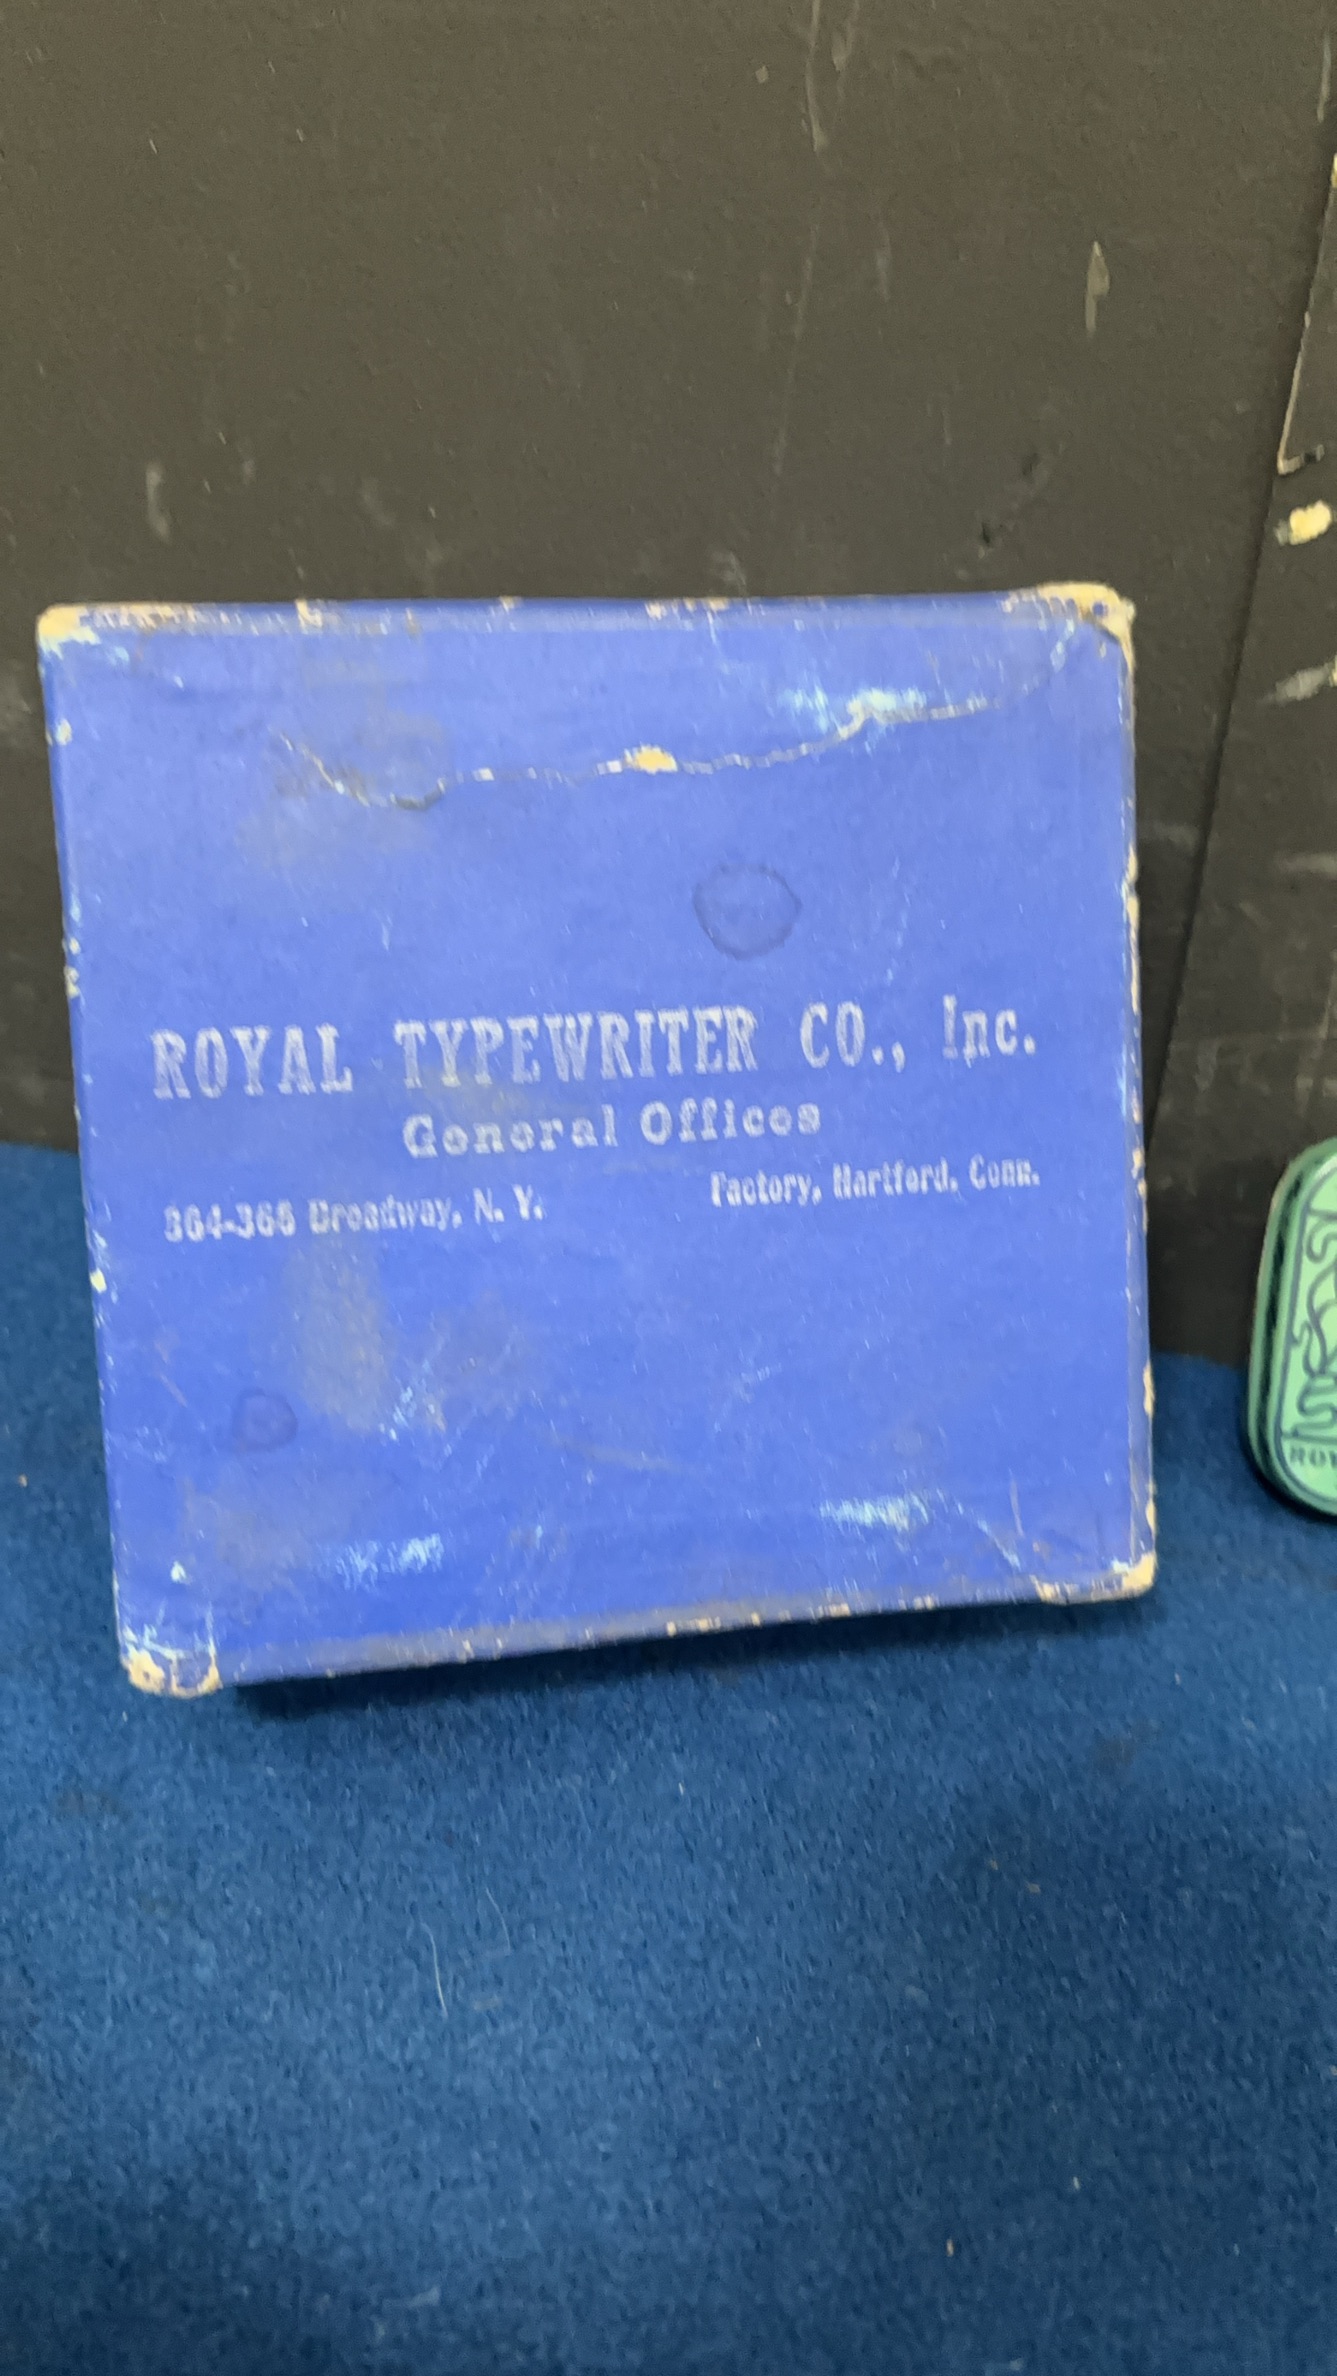 ROYAL TYPEWRITER CO., Inc.
General Offices
364-366 Broadway, N. Y.
Factory, Hartford, Conn.